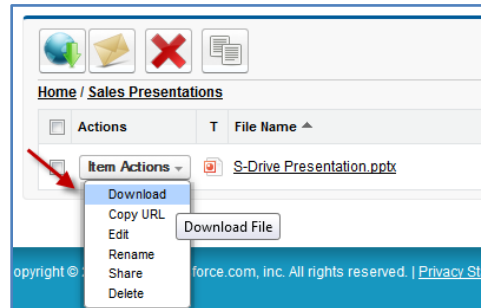 Home / Sales Presentations
Actions T File Name
Item Actions S-Drive Presentation.pptx
Download
Copy URL
Download File
Edit
Rename
Share
Delete
opyright © force.com, inc. All rights reserved. | Privacy St